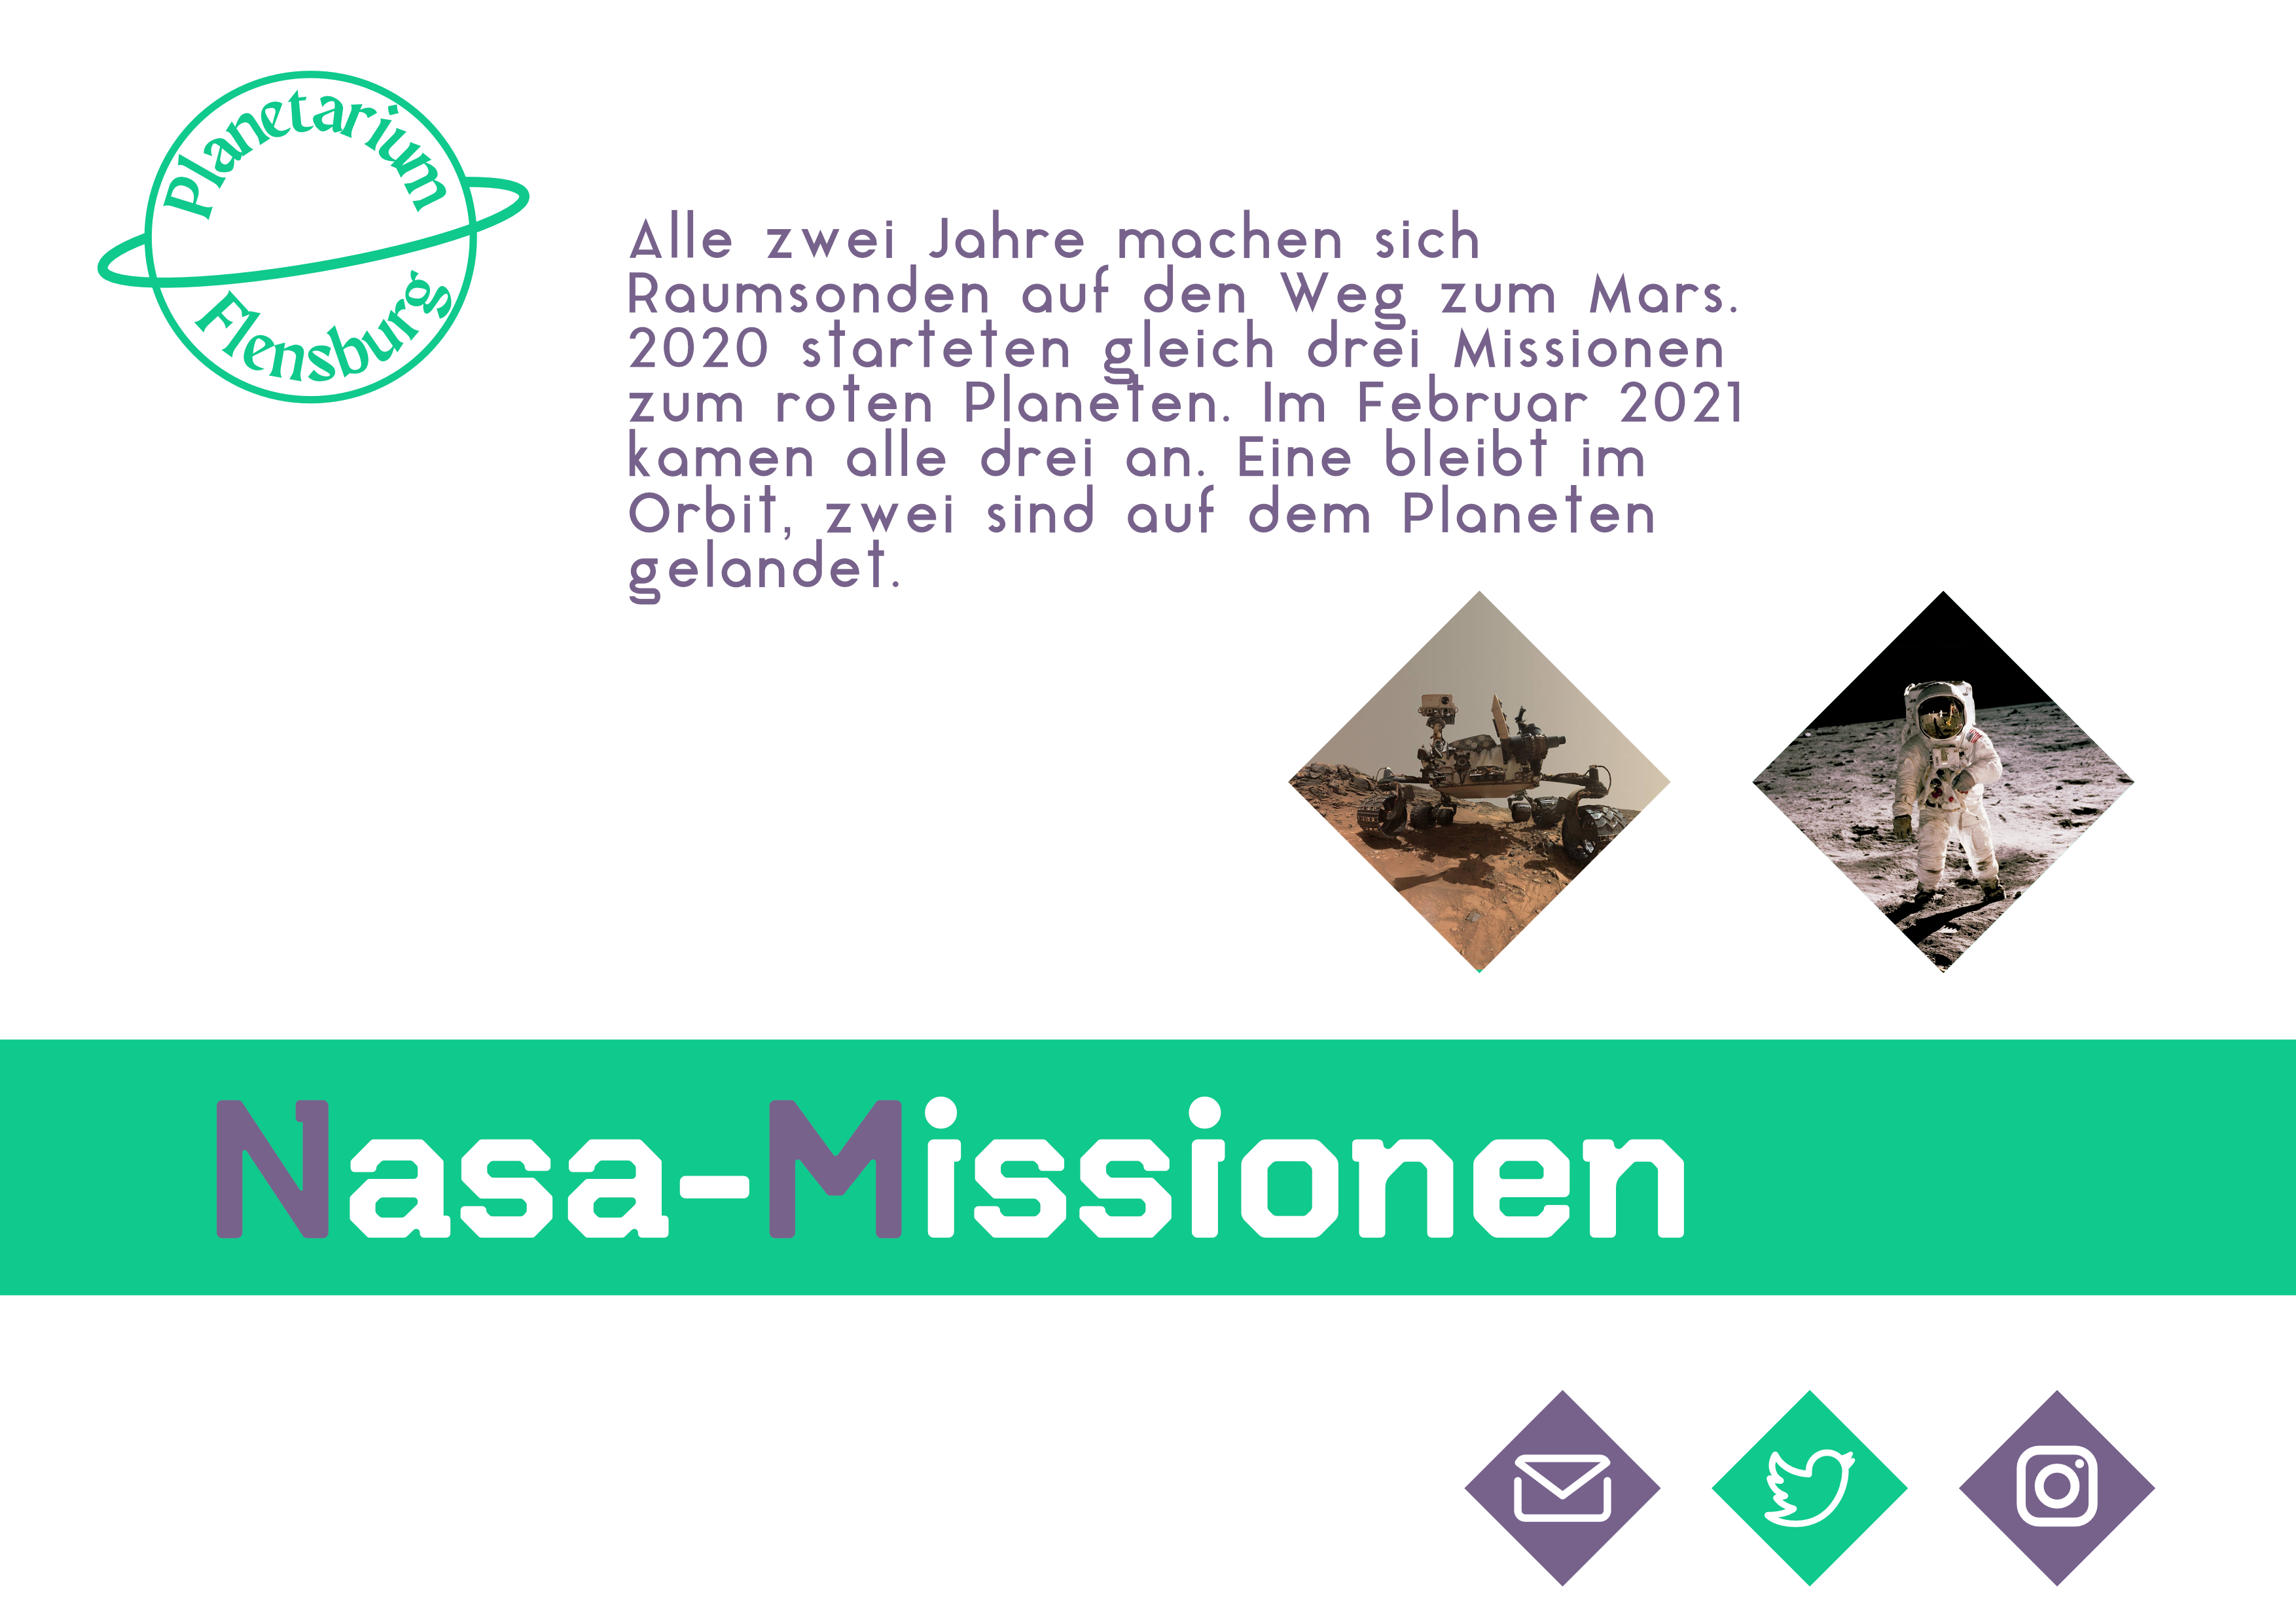 Planetarium
Flensburg
Alle zwei Jahre machen sich
Raumsonden auf den Weg zum Mars.
2020 starteten gleich drei Missionen
zum roten Planeten. Im Februar 2021
kamen alle drei an. Eine bleibt im
Orbit, zwei sind auf dem Planeten
gelandet.
Nasa-Missionen